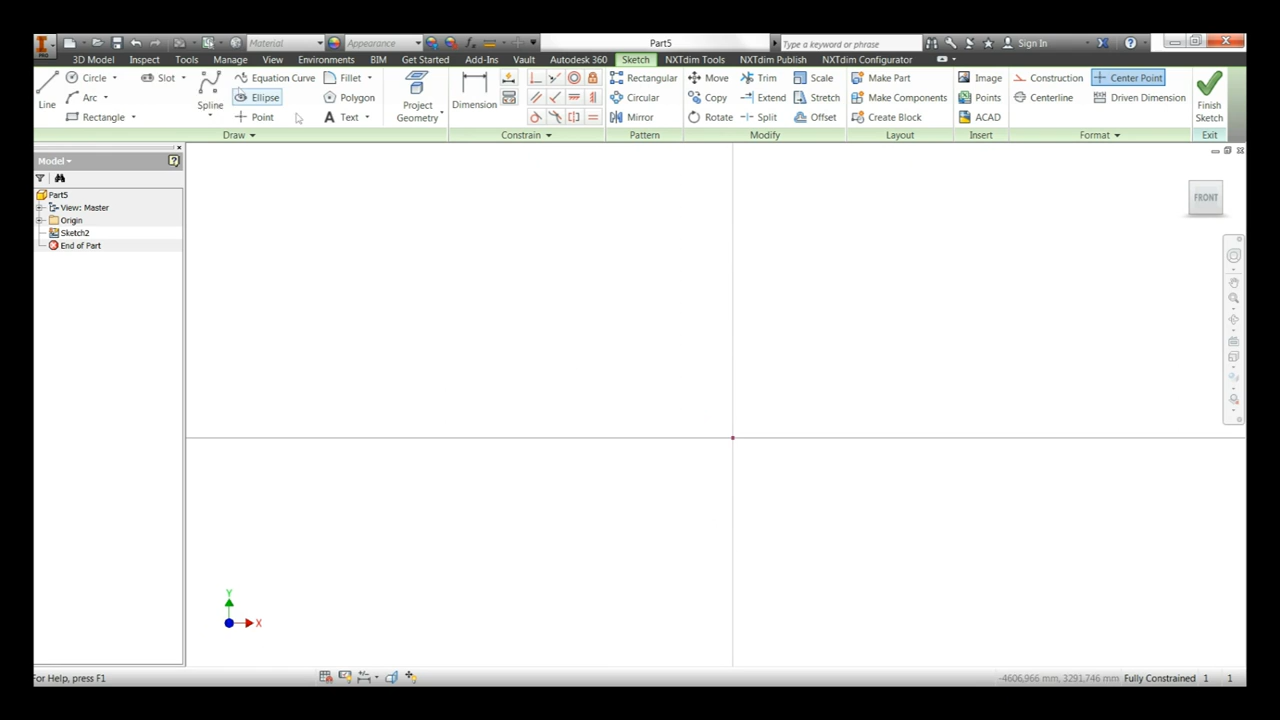 PRO Material Appearance Part5 Type a keyword or phrase Sign In
3D Model Inspect Tools Manage View Environments BIM Get Started Add-Ins Vault Autodesk 360 Sketch NXTdim Tools NXTdim Publish NXTdim Configurator
Circle Slot Equation Curve Fillet Rectangular Move Trim Scale Make Part Image Construction Center Point
Line Arc Spline Ellipse Polygon Project Geometry Dimension Circular Copy Extend Stretch Make Components Points Centerline Driven Dimension Finish Sketch
Rectangle Point Text Mirror Rotate Split Offset Create Block ACAD
Draw Constrain Pattern Modify Layout Insert Format Exit
Model
Part5
View: Master
Origin
Sketch2
End of Part
FRONT
Y
X
For Help, press F1 -4606,966 mm, 3291,746 mm Fully Constrained 1 1